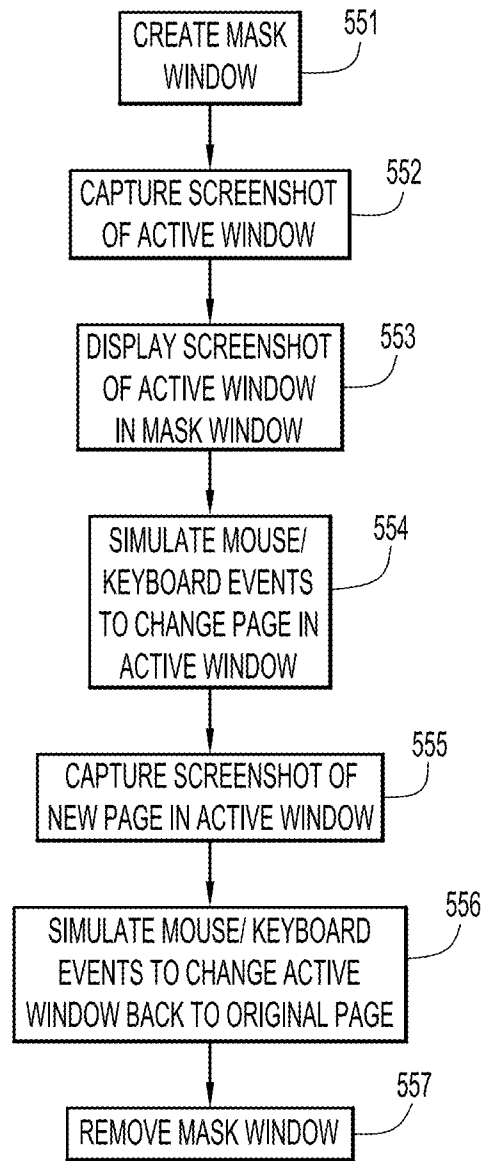 CREATE MASK
WINDOW
551
CAPTURE SCREENSHOT
OF ACTIVE WINDOW
552
DISPLAY SCREENSHOT
OF ACTIVE WINDOW
IN MASK WINDOW
553
SIMULATE MOUSE/
KEYBOARD EVENTS
TO CHANGE PAGE IN
ACTIVE WINDOW
554
CAPTURE SCREENSHOT OF
NEW PAGE IN ACTIVE WINDOW
555
SIMULATE MOUSE/ KEYBOARD
EVENTS TO CHANGE ACTIVE
WINDOW BACK TO ORIGINAL PAGE
556
REMOVE MASK WINDOW
557